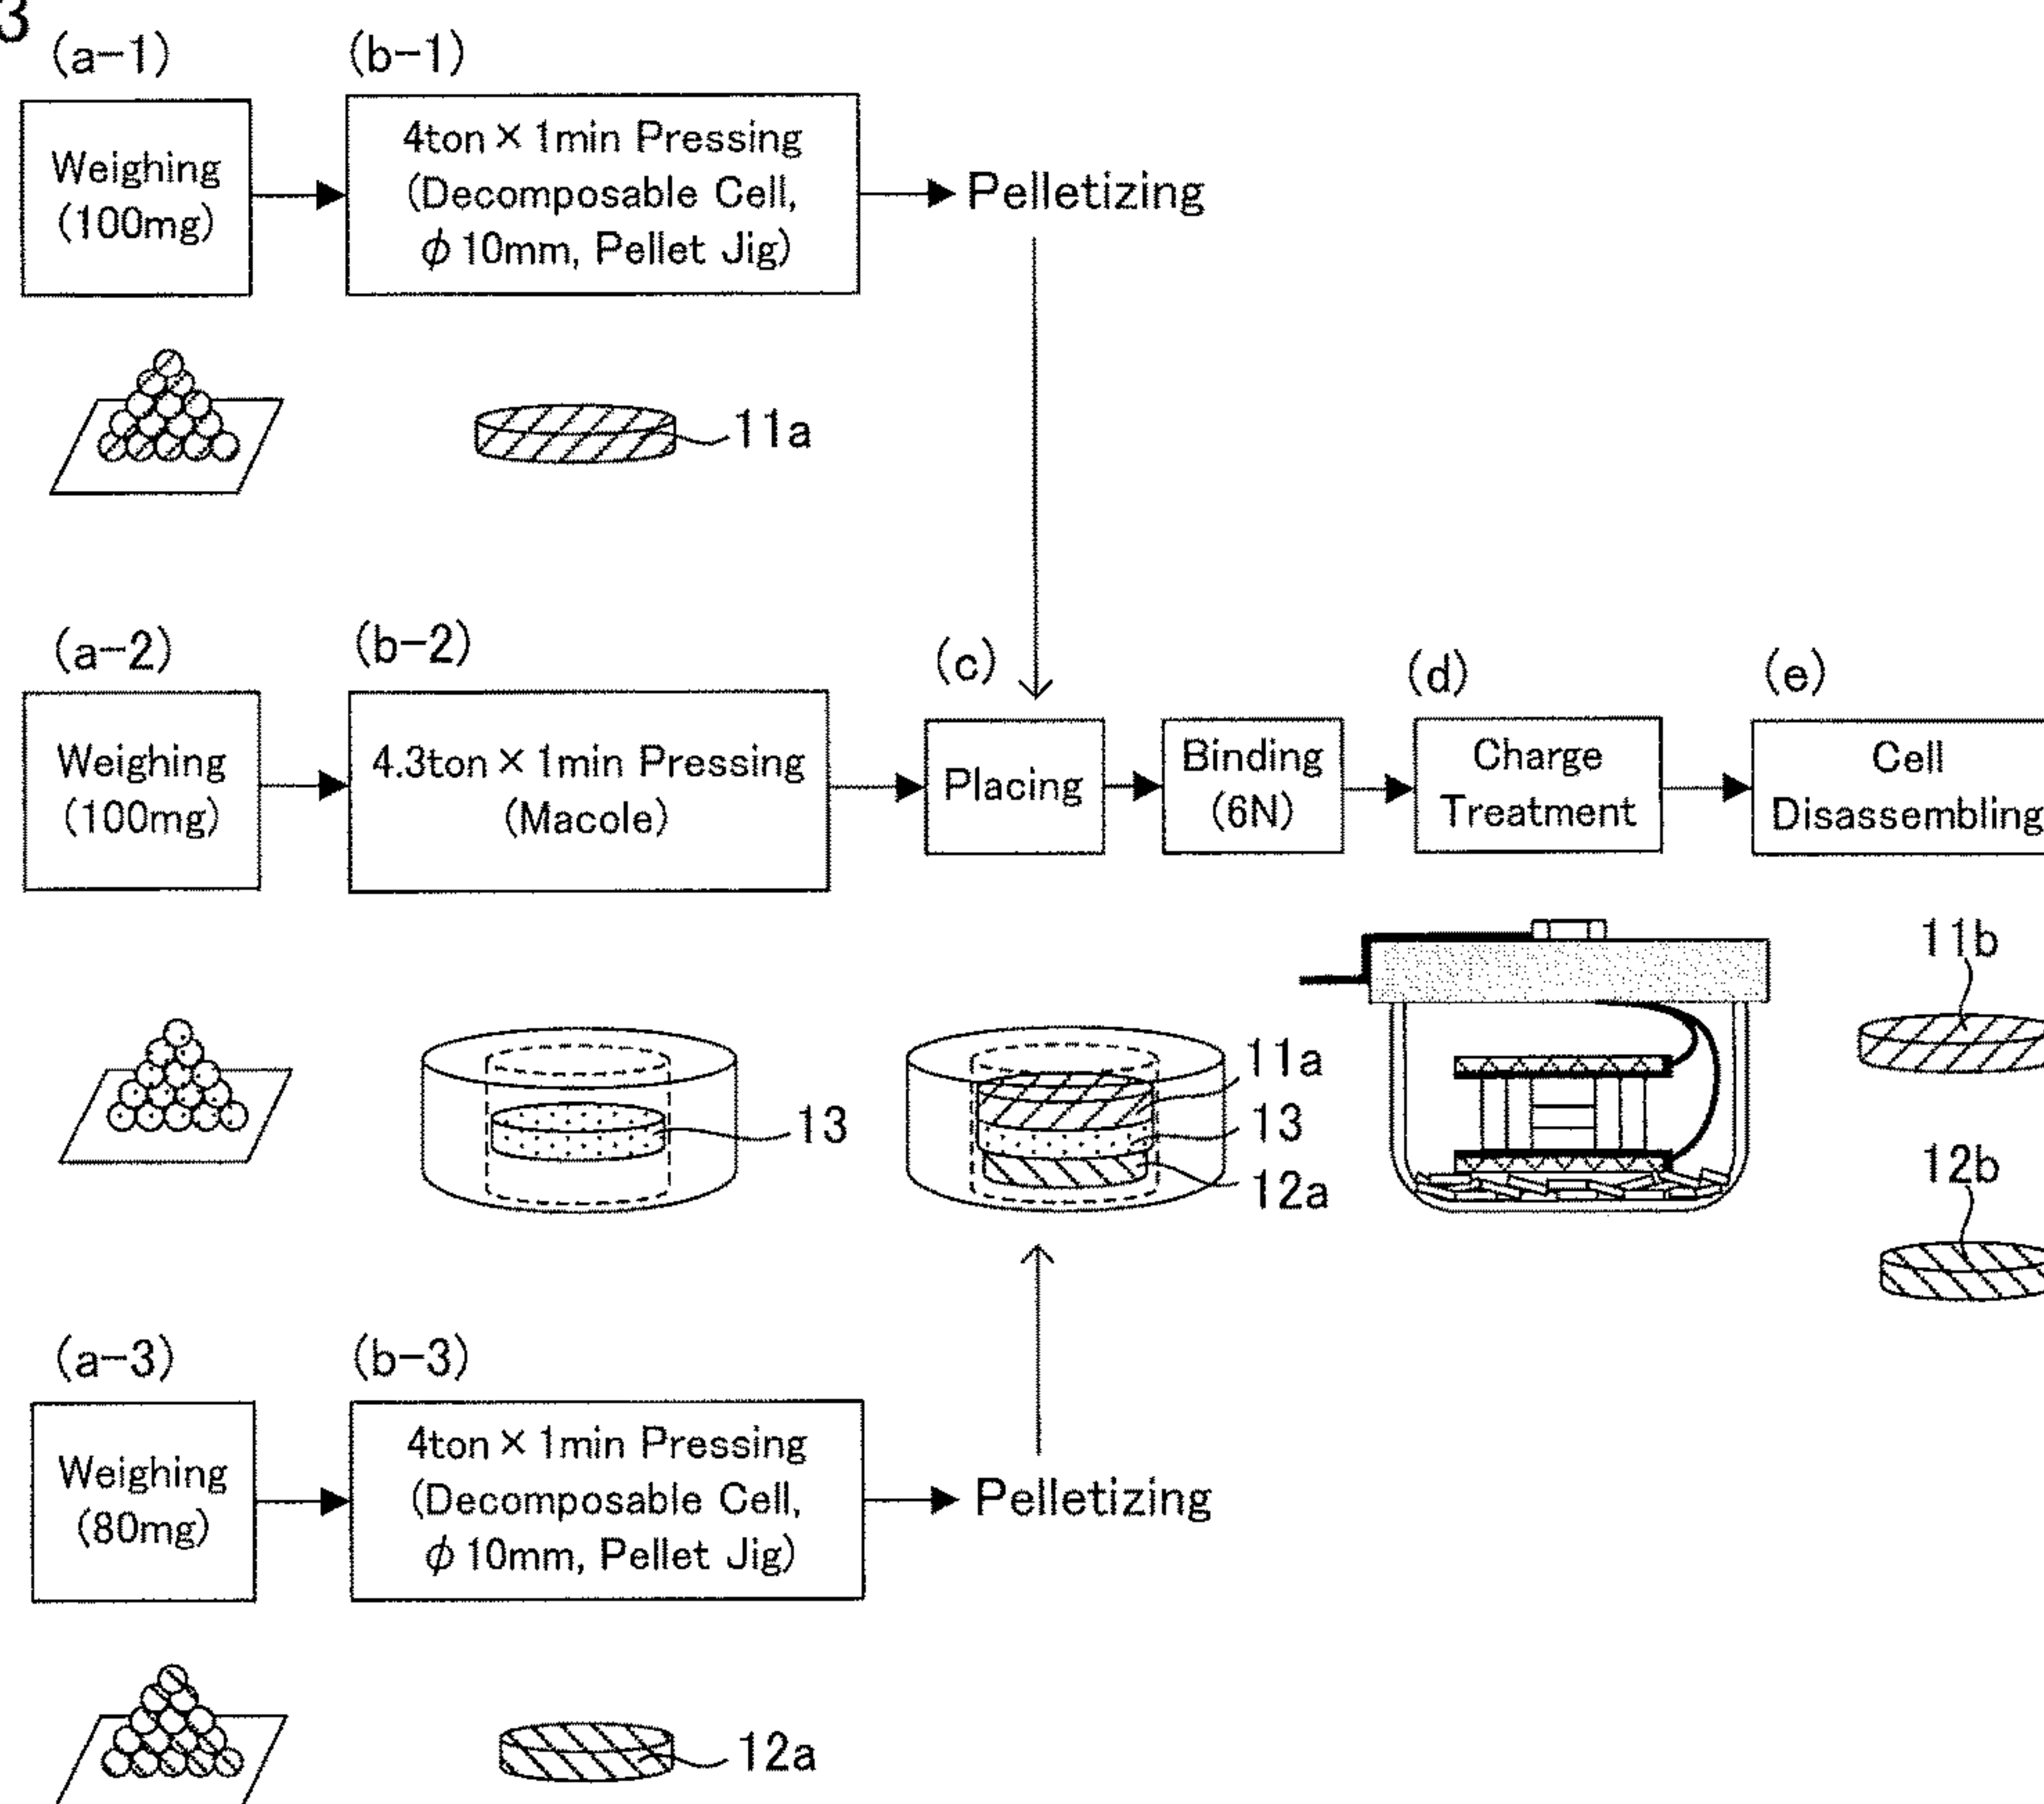 3
(a-1)
(b-1)
Weighing
(100mg)
4ton×1min Pressing
(Decomposable Cell,
φ10mm, Pellet Jig)
Pelletizing
11a
(a-2)
(b-2)
(c)
(d)
(e)
Weighing
(100mg)
4.3ton×1min Pressing
(Macole)
Placing
Binding
(6N)
Charge
Treatment
Cell
Disassembling
13
11a
13
12a
11b
12b
(a-3)
(b-3)
Weighing
(80mg)
4ton×1min Pressing
(Decomposable Cell,
φ10mm, Pellet Jig)
Pelletizing
12a